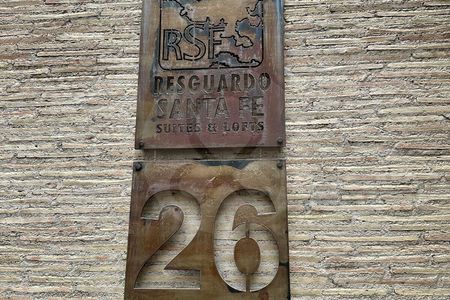 RSF
RESGUARDO
SANTA FE
SUITES & LOFTS
26